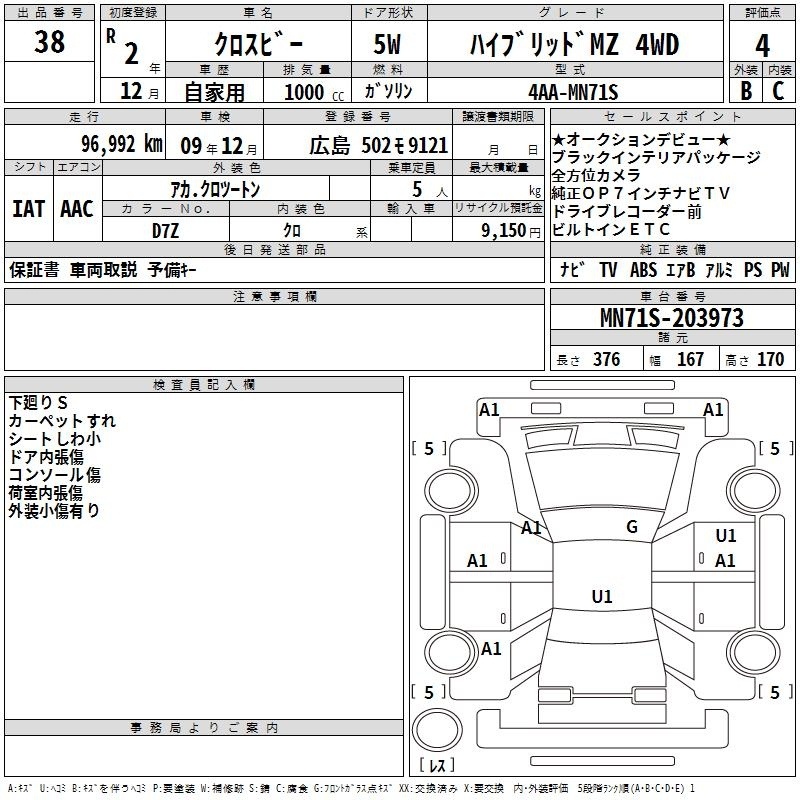 出品番号 初度登録 車名 ドア形状 グレード 評価点
38 R 2 年 クロスビー 5W ハイブリッドMZ 4WD 4
車歴 排気量 燃料 型式 外装 内装
12 月 自家用 1000 CC ガソリン 4AA-MN71S B C
走行 車検 登録番号 譲渡書類期限
96,992 km 09 年 12 月 広島 502モ9121 月 日
シフト エアコン 外装色 乗車定員 最大積載量
IAT AAC アカ.クロツートン 5 人 kg
カラーNo. 内装色 輸入車 リサイクル預託金
D7Z クロ 系 9,150 円
後日発送部品
保証書 車両取説 予備キー
セールスポイント
★オークションデビュー★
ブラックインテリアパッケージ
全方位カメラ
純正OP7インチナビTV
ドライブレコーダー前
ビルトインETC
純正装備
ナビ TV ABS エアB アルミ PS PW
注意事項欄
車台番号
MN71S-203973
諸元
長さ 376 幅 167 高さ 170
検査員記入欄
下廻りS
カーペットすれ
シートしわ小
ドア内張傷
コンソール傷
荷室内張傷
外装小傷有り
事務局よりご案内
A1 A1
[ 5 ] [ 5 ]
A1 G
U1
A1 A1
U1
A1
[ 5 ] [ 5 ]
[ レス ]
A:キズ U:ヘコミ B:キズを伴うヘコミ P:要塗装 W:補修跡 S:錆 C:腐食 G:フロントガラス点キズ XX:交換済み X:要交換 内・外装評価 5段階ランク順(A・B・C・D・E) 1